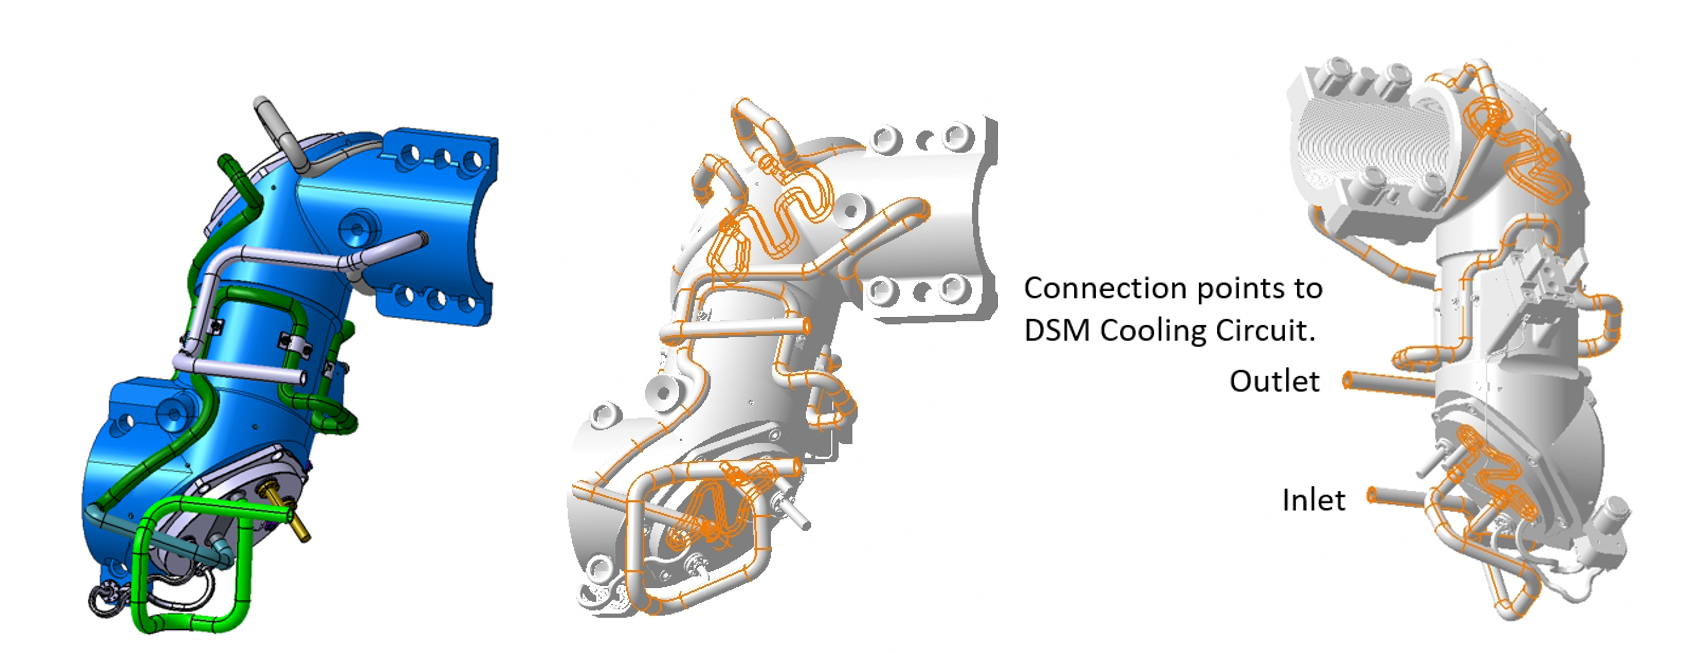 Connection points to
DSM Cooling Circuit.
Outlet
Inlet